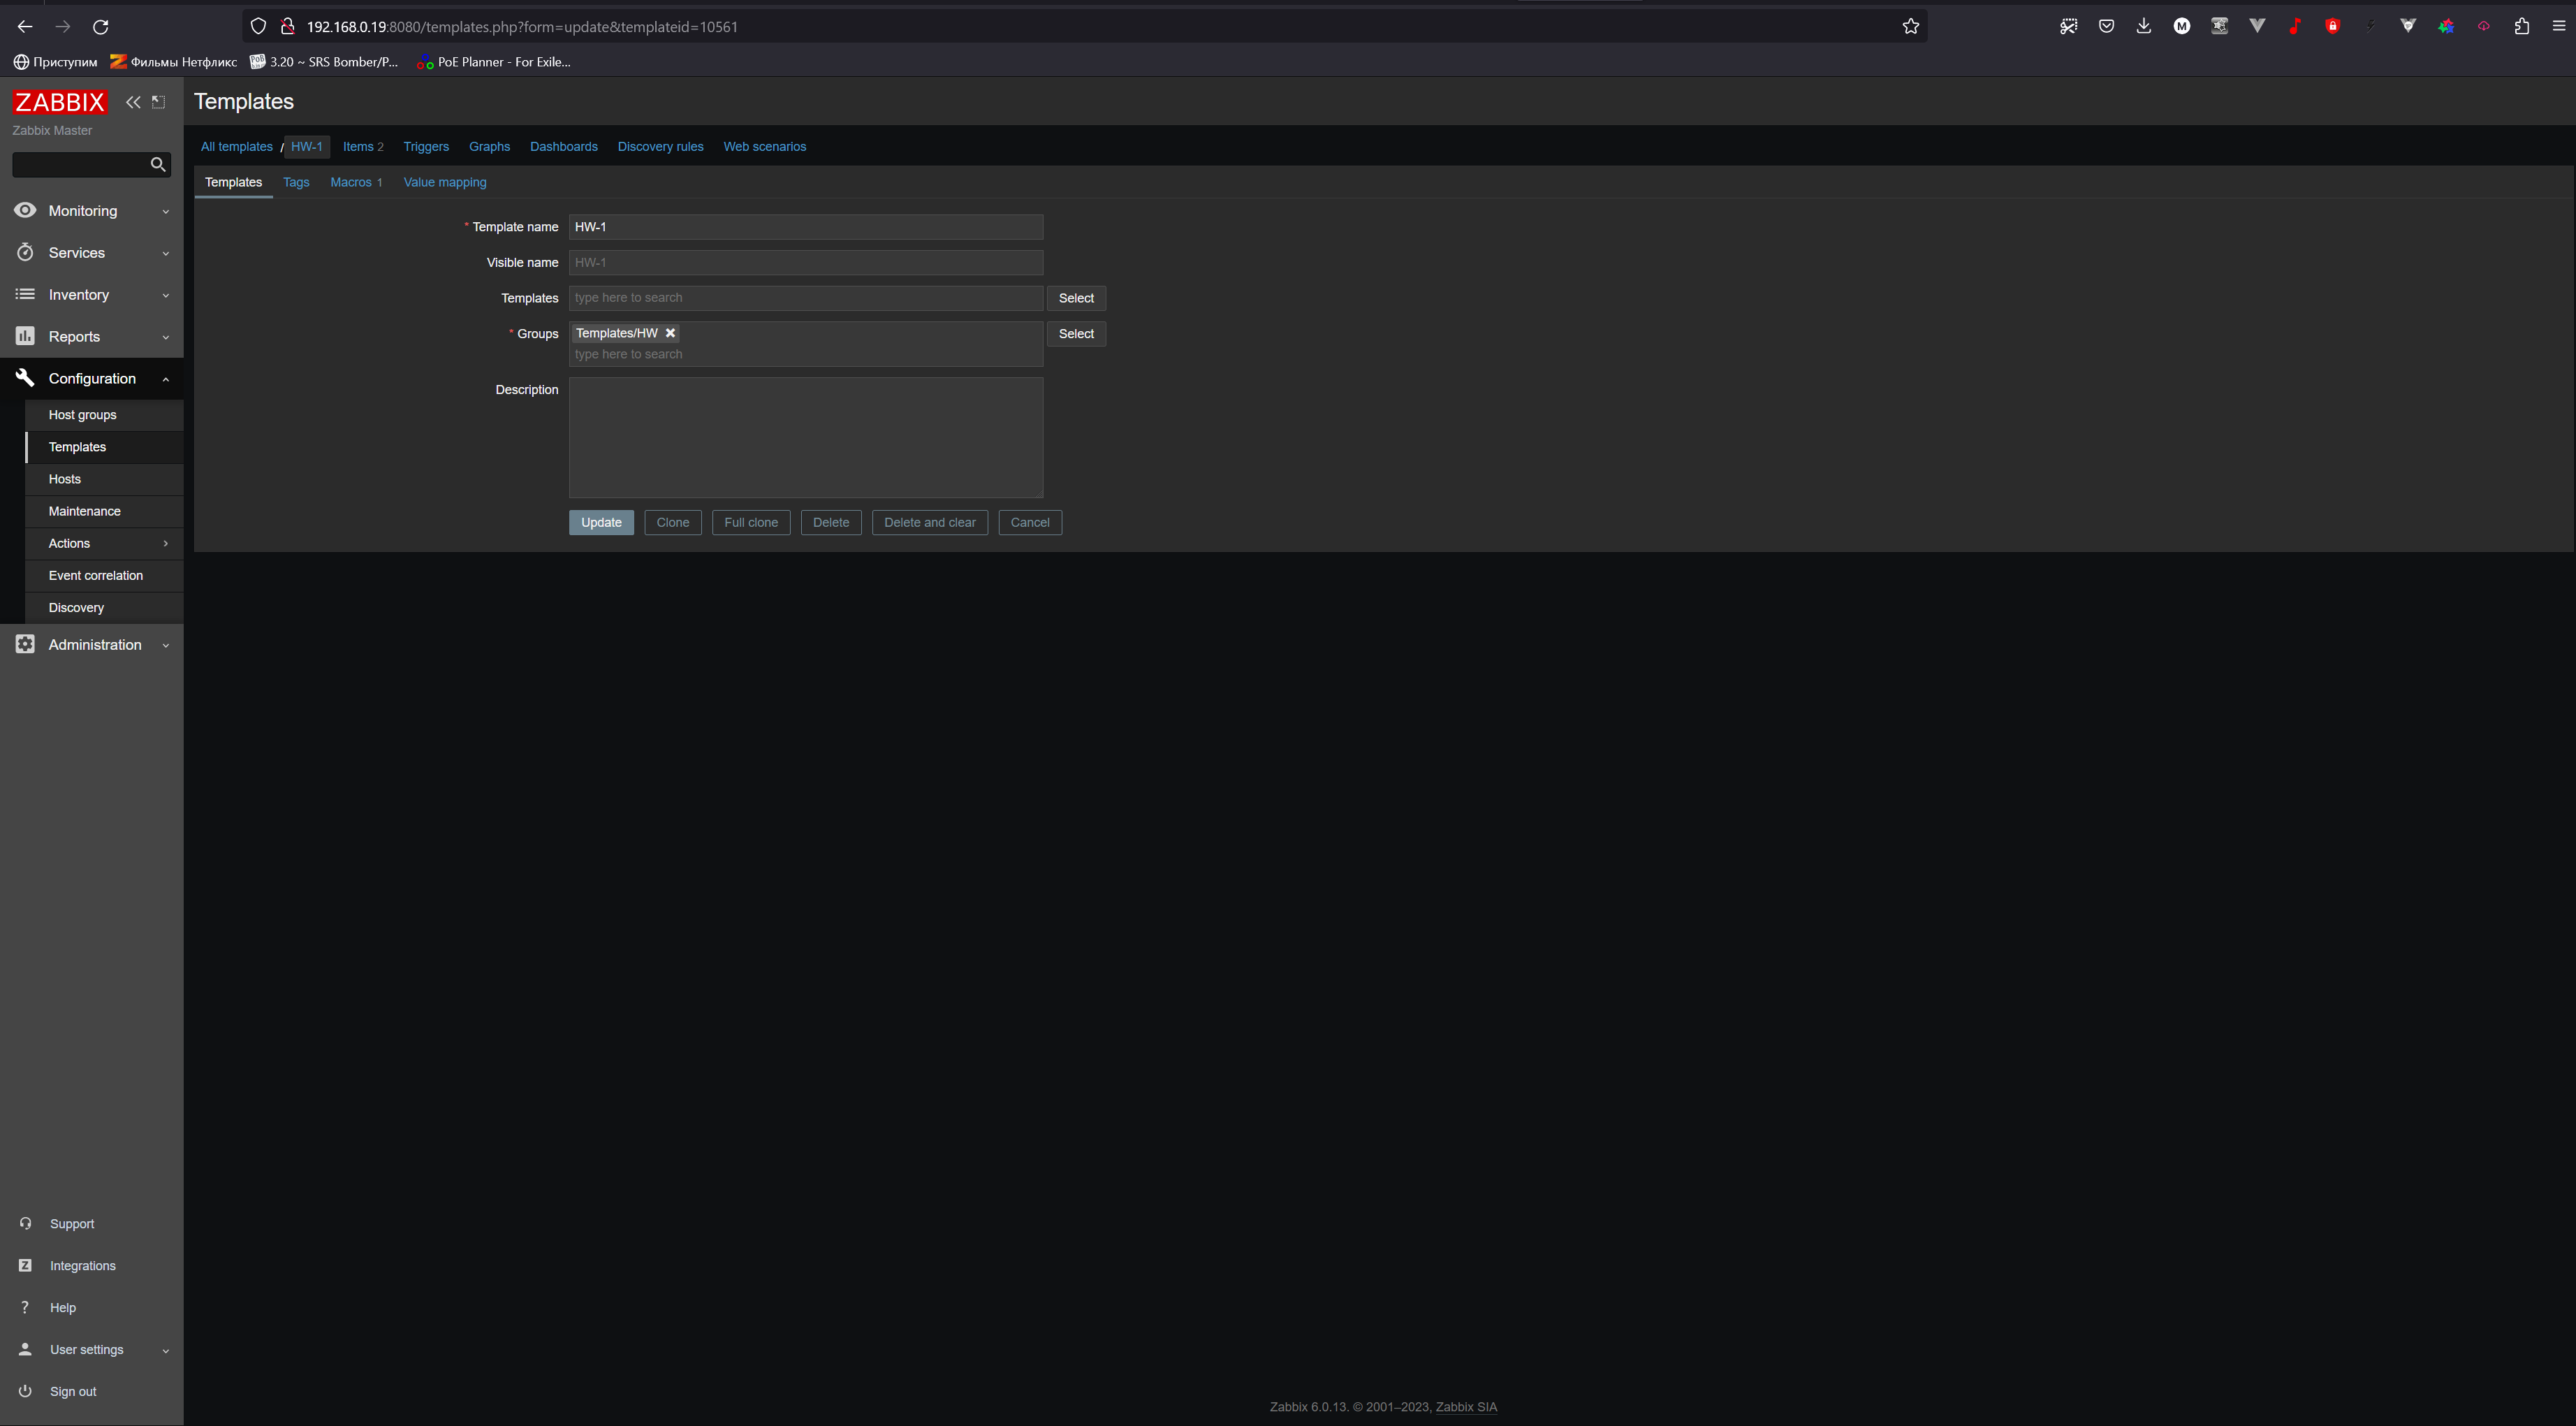 192.168.0.19:8080/templates.php?form=update&templateid=10561
Приступим Фильмы Нетфликс 3.20 ~ SRS Bomber/P... PoE Planner - For Exile...
ZABBIX
Zabbix Master
Monitoring
Services
Inventory
Reports
Configuration
Host groups
Templates
Hosts
Maintenance
Actions
Event correlation
Discovery
Administration
Support
Integrations
Help
User settings
Sign out
Templates
All templates / HW-1 Items 2 Triggers Graphs Dashboards Discovery rules Web scenarios
Templates Tags Macros 1 Value mapping
* Template name HW-1
Visible name HW-1
Templates type here to search Select
* Groups Templates/HW Select
type here to search
Description
Update Clone Full clone Delete Delete and clear Cancel
Zabbix 6.0.13. © 2001–2023, Zabbix SIA